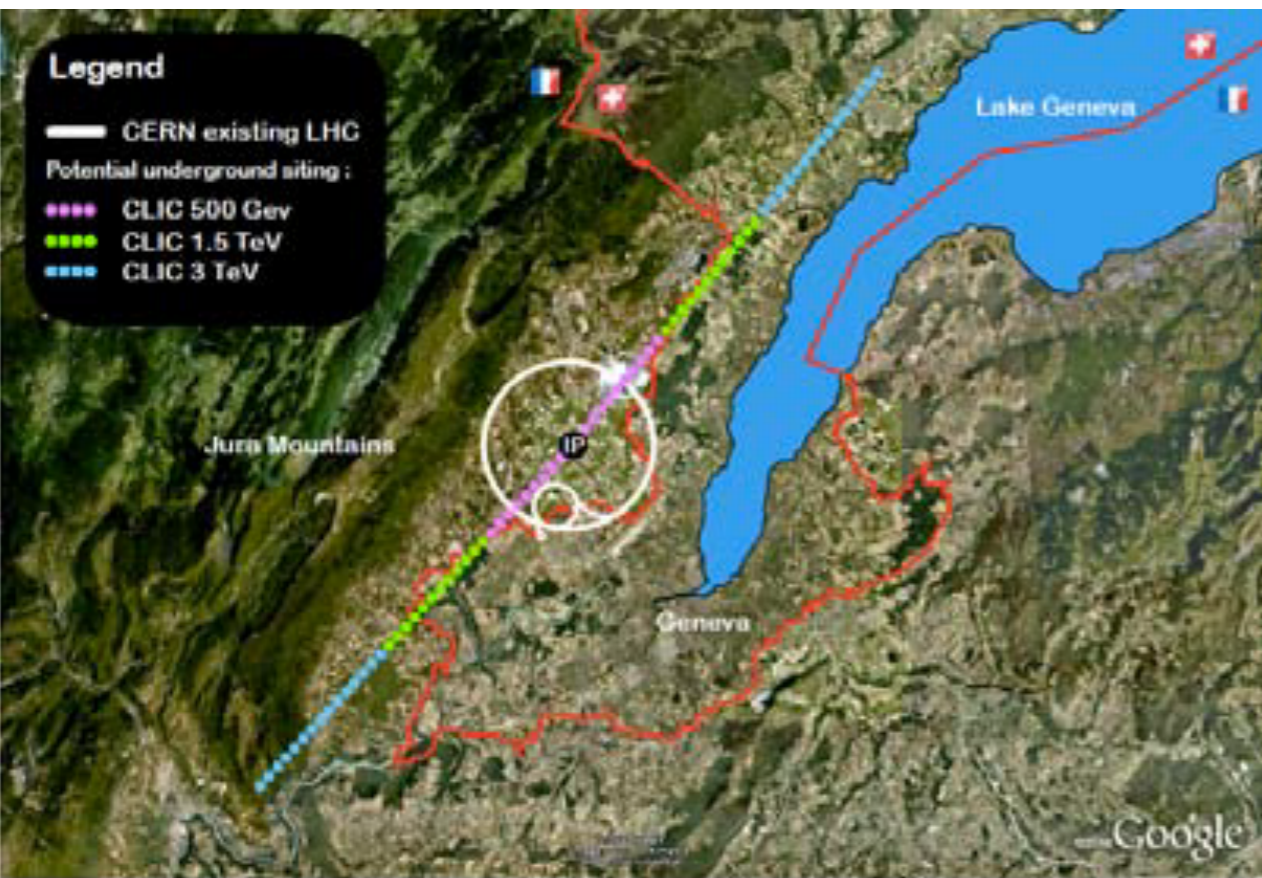 Legend
CERN existing LHC
Potential underground siting :
CLIC 500 Gev
CLIC 1.5 TeV
CLIC 3 TeV
Lake Geneva
Jura Mountains
IP
Geneva
Google